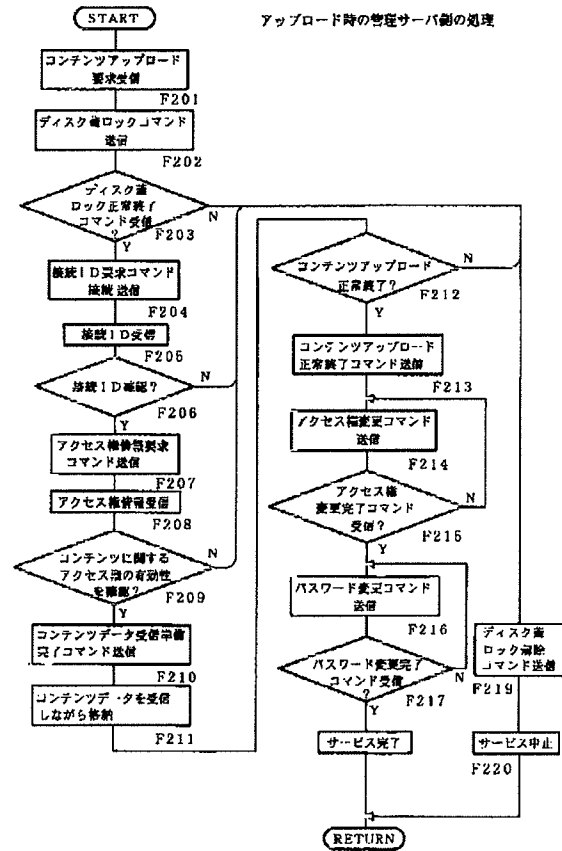 アップロード時の管理サーバ側の処理
START
コンテンツアップロード
要求受信
F201
ディスク蓋ロックコマンド
送信
F202
ディスク蓋
ロック正常終了
コマンド受信
?
F203
N
Y
接続ID要求コマンド
接続送信
F204
接続ID受信
F205
接続ID確認?
N
F206
Y
アクセス権情報要求
コマンド送信
F207
アクセス権情報受信
F208
コンテンツに関する
アクセス権の有効性
を確認?
N
F209
Y
コンテンツデータ受信準備
完了コマンド送信
F210
コンテンツデータを受信
しながら格納
F211
コンテンツアップロード
正常終了?
N
F212
Y
コンテンツアップロード
正常終了コマンド送信
F213
アクセス権変更コマンド
送信
F214
アクセス権
変更完了コマンド
受信?
N
F215
Y
パスワード変更コマンド
送信
F216
パスワード変更完了
コマンド受信
?
N
F217
Y
サービス完了
ディスク蓋
ロック解除
コマンド送信
F219
サービス中止
F220
RETURN